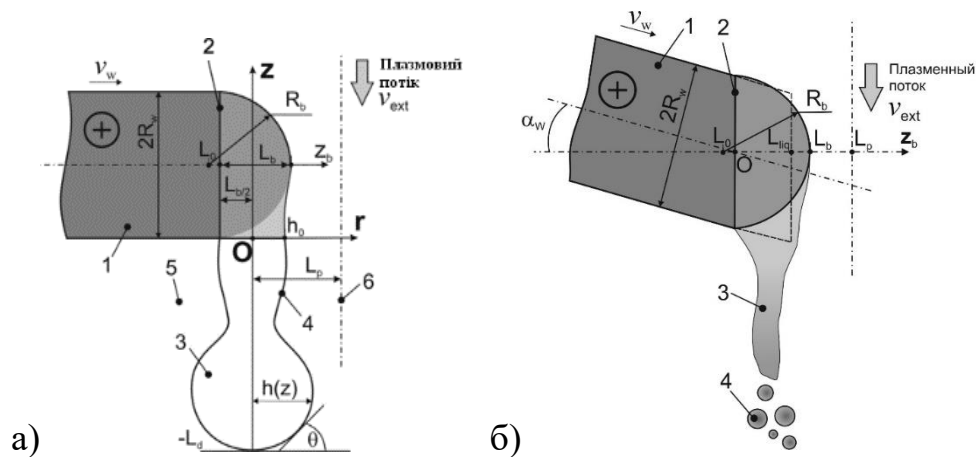 v_w
2
z
Плазмовий
потік
v_ext
R_b
2R_w
L_0
L_b
z_b
L_b/2
h_0
r
O
1
L_p
5
6
4
3
h(z)
-L_d
θ
а)
v_w
1
2
Плазменный
поток
v_ext
R_b
2R_w
α_w
L_0
O
L_liq
L_b
L_p
z_b
3
4
б)